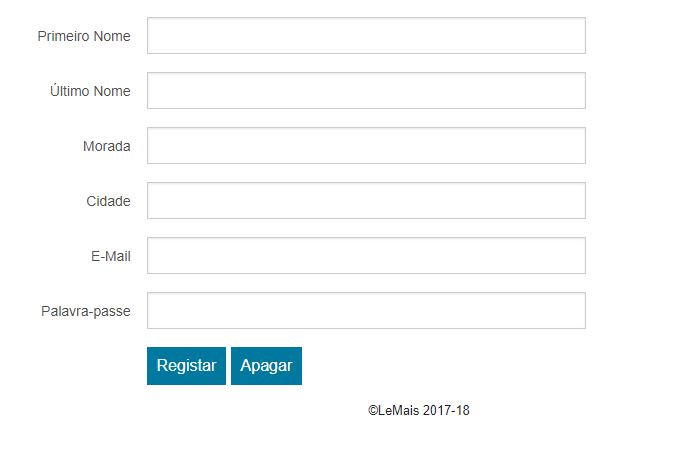 Primeiro Nome
Último Nome
Morada
Cidade
E-Mail
Palavra-passe
Registar Apagar
©LeMais 2017-18